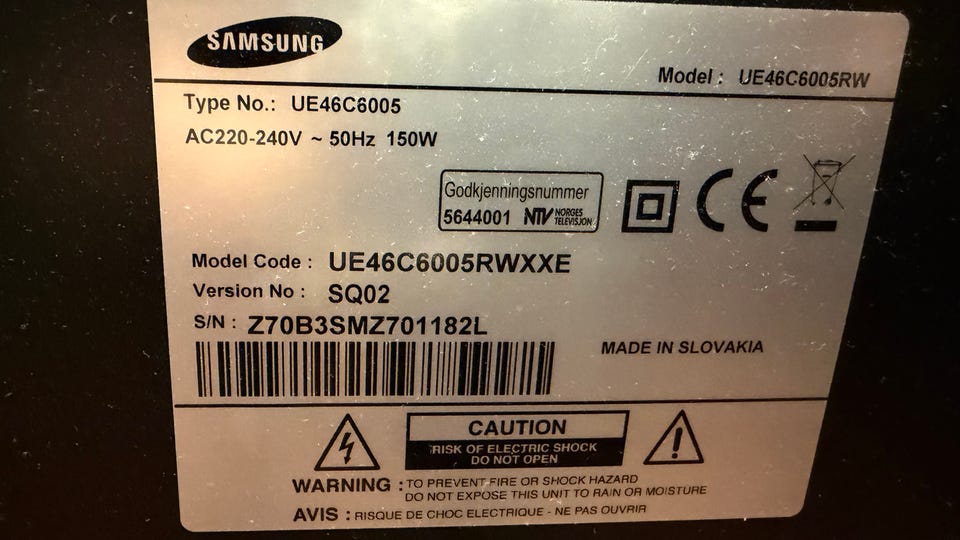 SAMSUNG
Model : UE46C6005RW
Type No.: UE46C6005
AC220-240V ~ 50Hz 150W
Godkjenningsnummer
5644001 NTV NORGES TELEVISJON
CE
Model Code : UE46C6005RWXXE
Version No : SQ02
S/N : Z70B3SMZ701182L
MADE IN SLOVAKIA
CAUTION
RISK OF ELECTRIC SHOCK
DO NOT OPEN
WARNING : TO PREVENT FIRE OR SHOCK HAZARD
DO NOT EXPOSE THIS UNIT TO RAIN OR MOISTURE
AVIS : RISQUE DE CHOC ELECTRIQUE - NE PAS OUVRIR